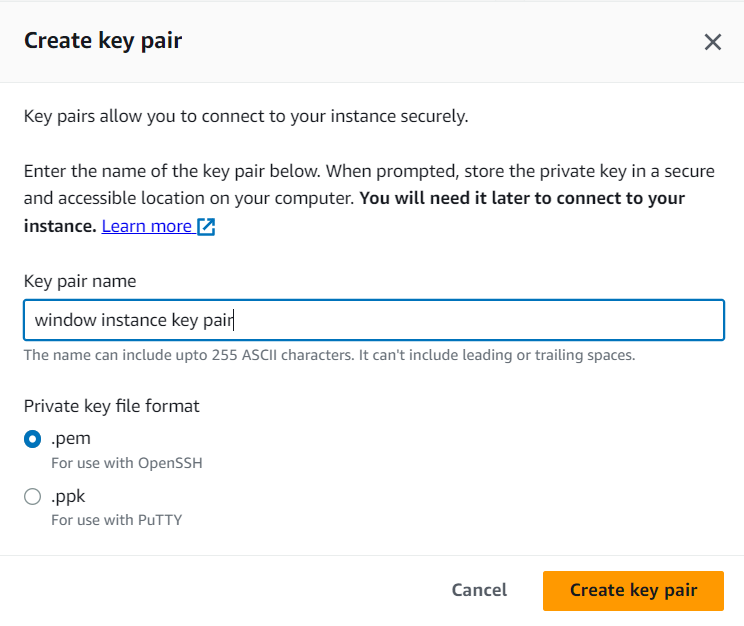 Create key pair
Key pairs allow you to connect to your instance securely.
Enter the name of the key pair below. When prompted, store the private key in a secure
and accessible location on your computer. You will need it later to connect to your
instance. Learn more
Key pair name
window instance key pair
The name can include upto 255 ASCII characters. It can't include leading or trailing spaces.
Private key file format
.pem
For use with OpenSSH
.ppk
For use with PuTTY
Cancel
Create key pair